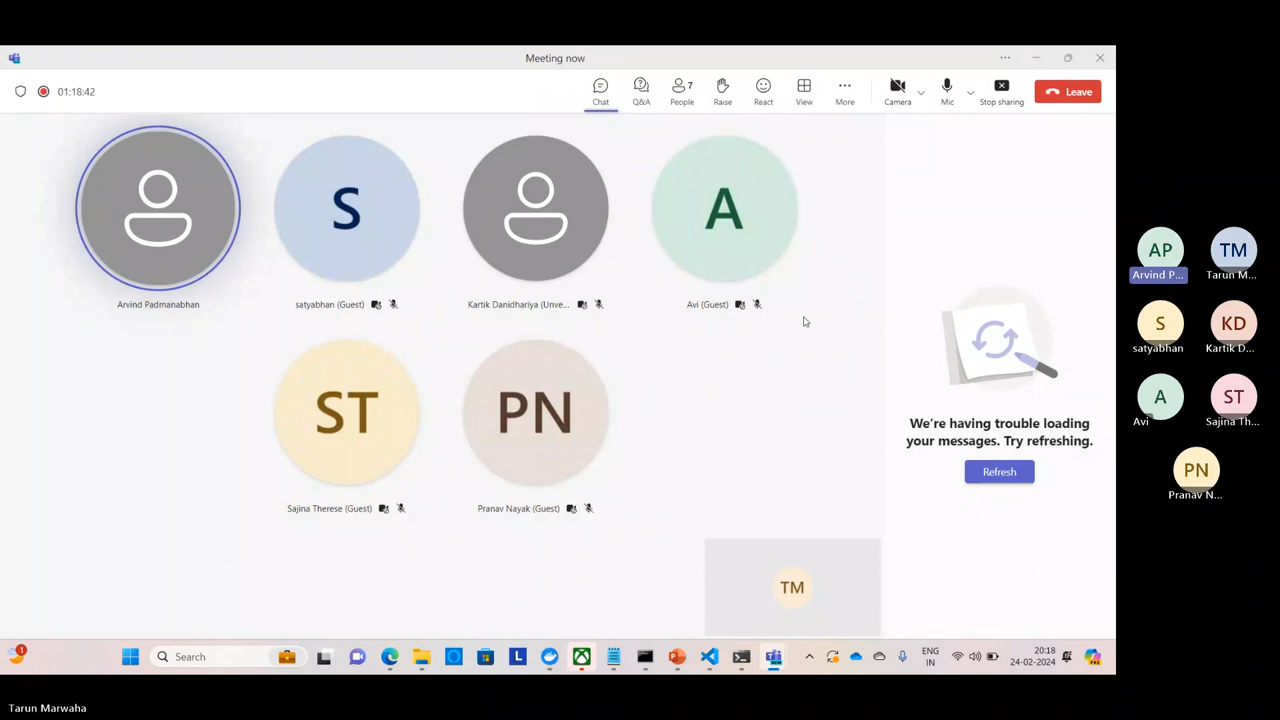 Meeting now
01:18:42
Chat
Q&A
People
7
Raise
React
View
More
Camera
Mic
Stop sharing
Leave
S
A
Arvind Padmanabhan
satyabhan (Guest)
Kartik Danidhariya (Unve...
Avi (Guest)
ST
PN
Sajina Therese (Guest)
Pranav Nayak (Guest)
We're having trouble loading
your messages. Try refreshing.
Refresh
TM
AP
TM
Arvind P...
Tarun M...
S
KD
satyabhan
Kartik D...
A
ST
Avi
Sajina Th...
PN
Pranav N...
1
Search
L
ENG
IN
20:18
24-02-2024
Tarun Marwaha